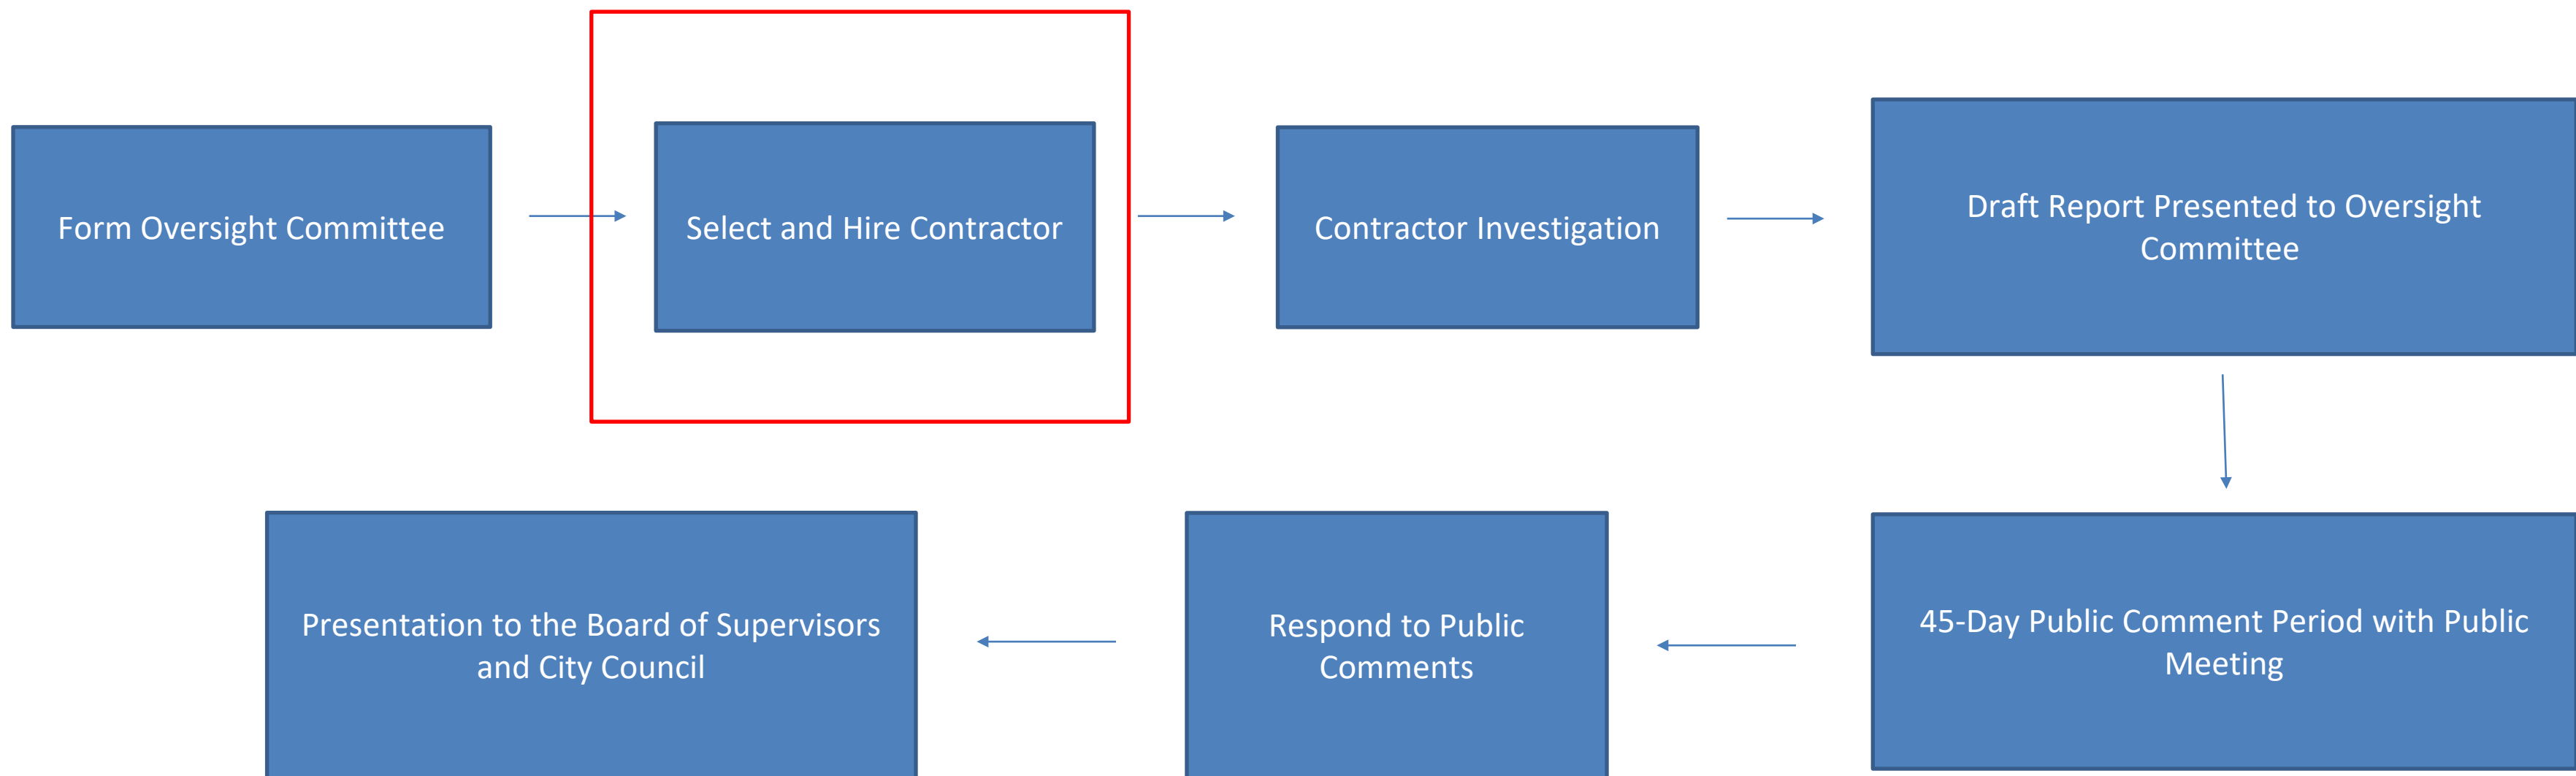 Form Oversight Committee
Select and Hire Contractor
Contractor Investigation
Draft Report Presented to Oversight
Committee
45-Day Public Comment Period with Public
Meeting
Respond to Public
Comments
Presentation to the Board of Supervisors
and City Council